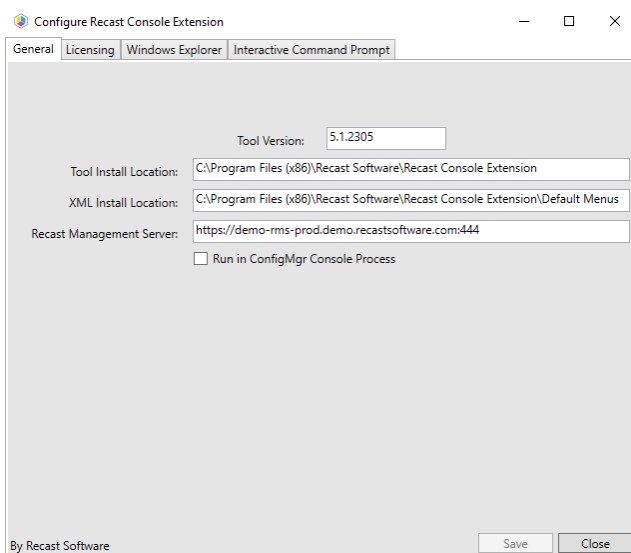 Configure Recast Console Extension
General Licensing Windows Explorer Interactive Command Prompt
Tool Version: 5.1.2305
Tool Install Location: C:\Program Files (x86)\Recast Software\Recast Console Extension
XML Install Location: C:\Program Files (x86)\Recast Software\Recast Console Extension\Default Menus
Recast Management Server: https://demo-rms-prod.demo.recastsoftware.com:444
Run in ConfigMgr Console Process
By Recast Software Save Close